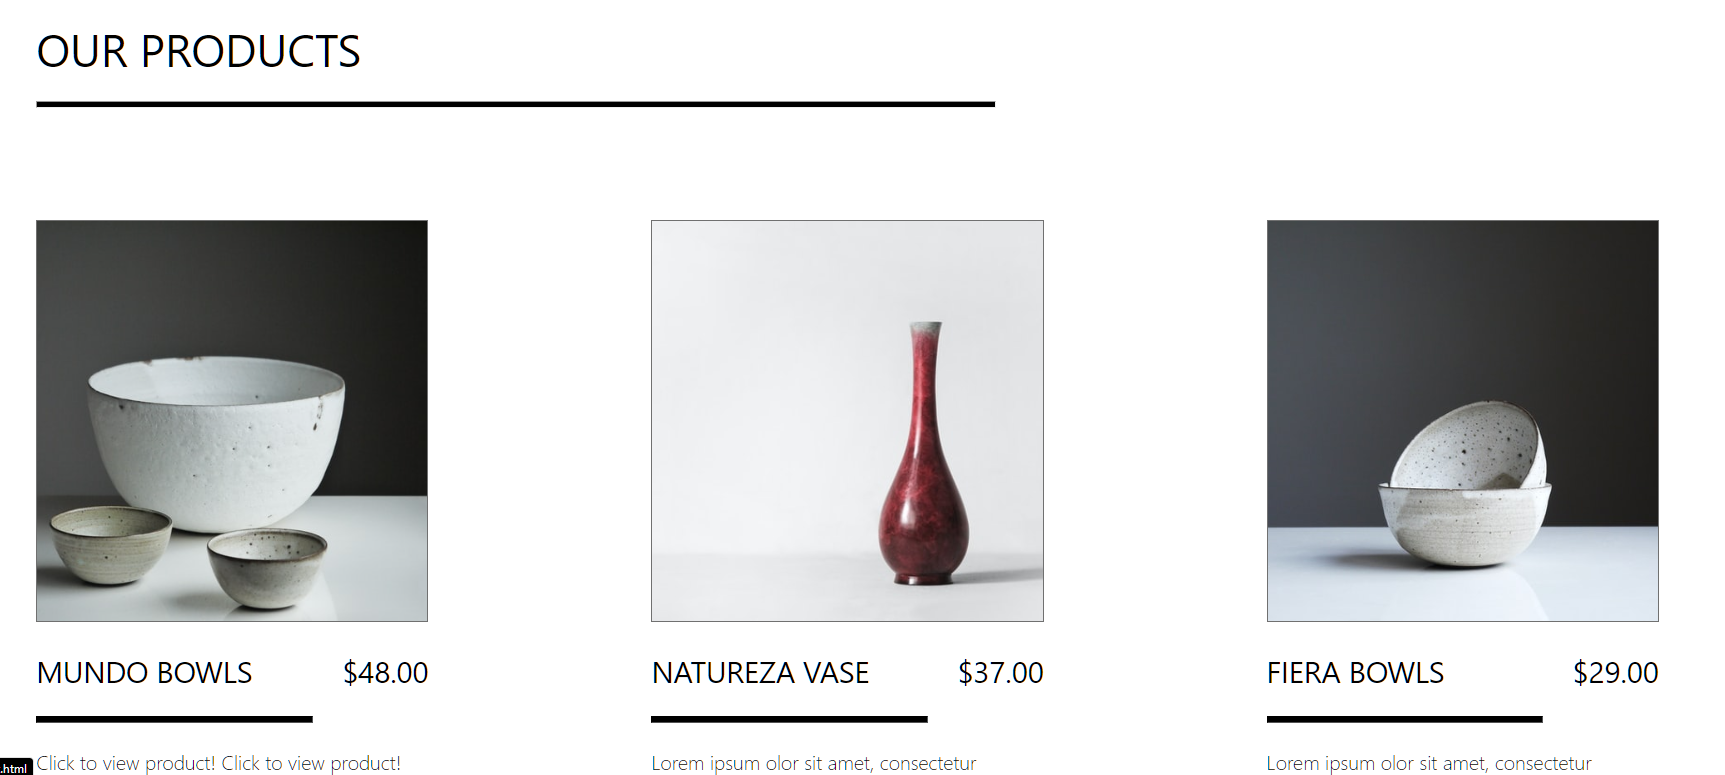 OUR PRODUCTS
MUNDO BOWLS $48.00
NATUREZA VASE $37.00
FIERA BOWLS $29.00
Click to view product! Click to view product!
Lorem ipsum olor sit amet, consectetur
Lorem ipsum olor sit amet, consectetur
.html